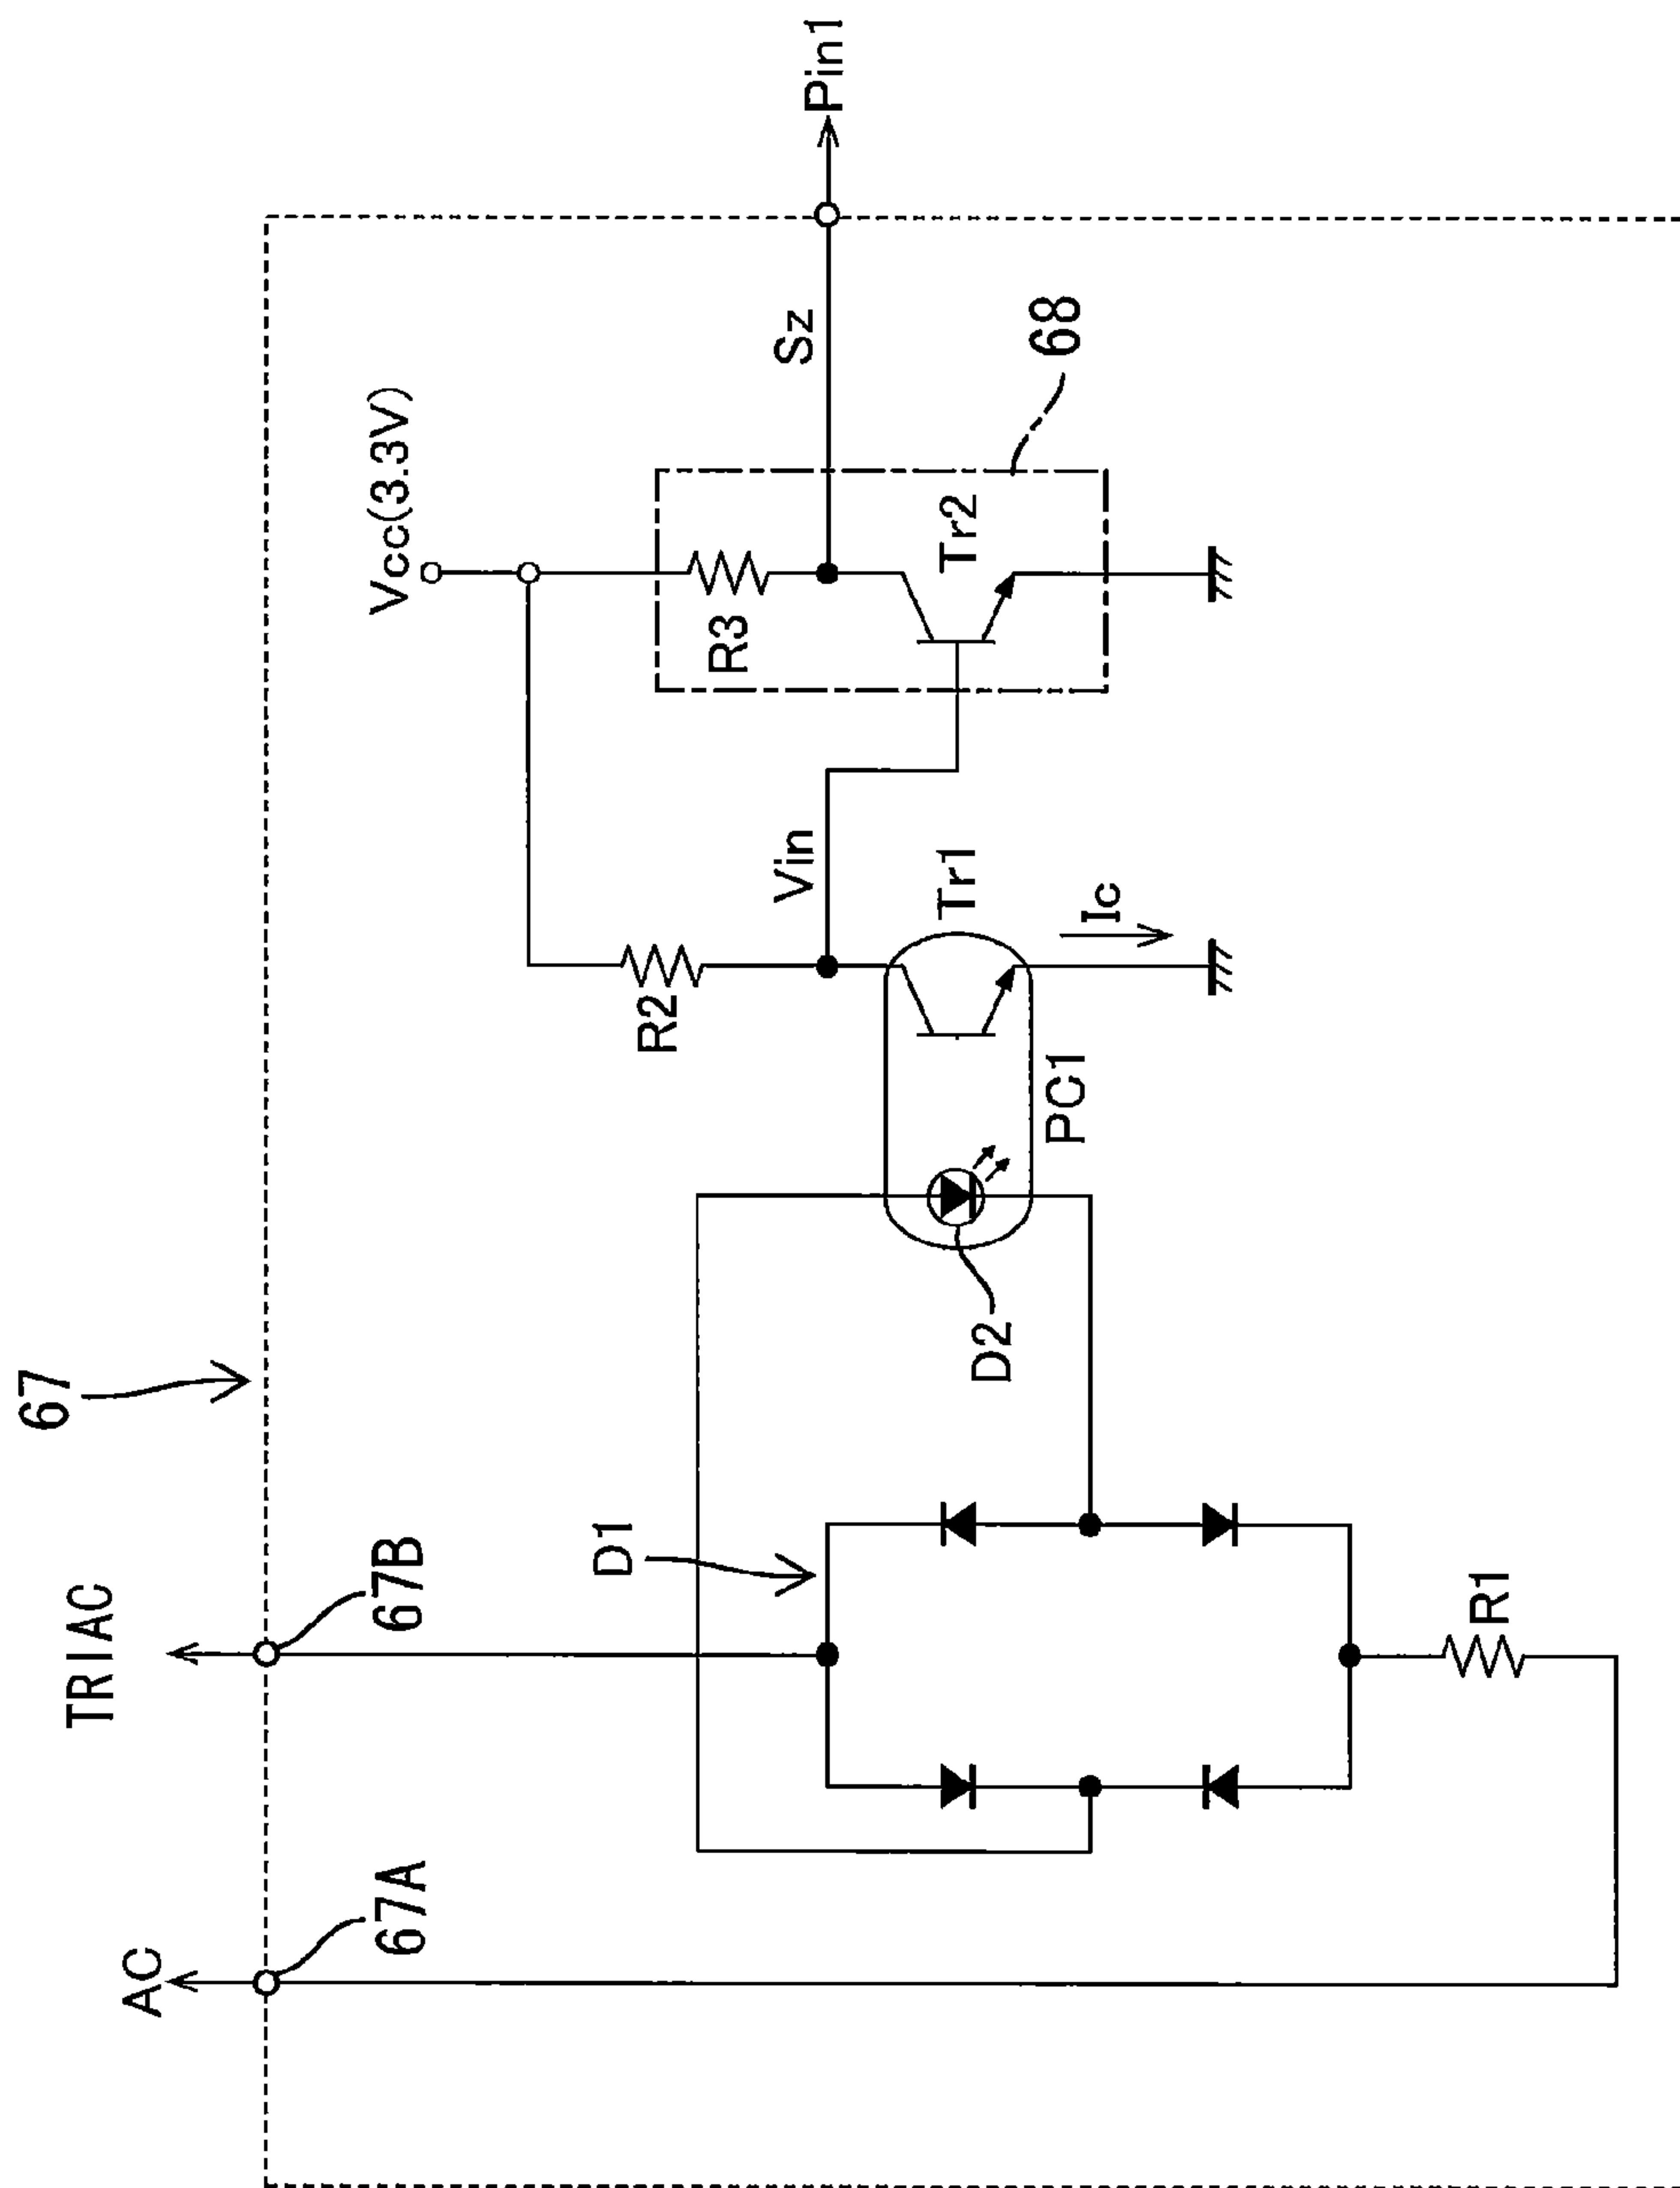 67
AC
67A
TRIAC
67B
D1
R1
D2
PC1
R2
Vin
Tr1
Ic
Vcc(3.3V)
R3
Tr2
68
Sz
Pin1